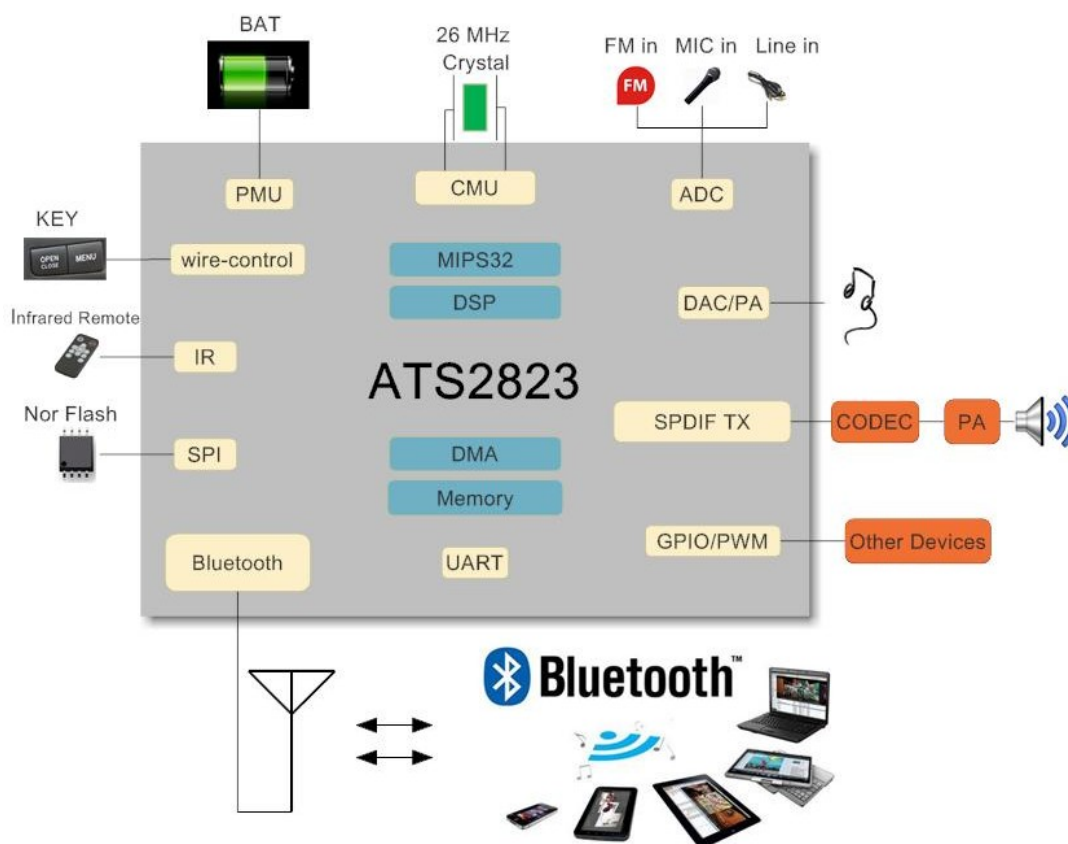 BAT
26 MHz
Crystal
FM in MIC in Line in
FM
PMU
CMU
ADC
KEY
OPEN
CLOSE
MENU
wire-control
MIPS32
DSP
DAC/PA
Infrared Remote
IR
ATS2823
Nor Flash
SPI
SPDIF TX
CODEC
PA
DMA
Memory
Bluetooth
UART
GPIO/PWM
Other Devices
Bluetooth™